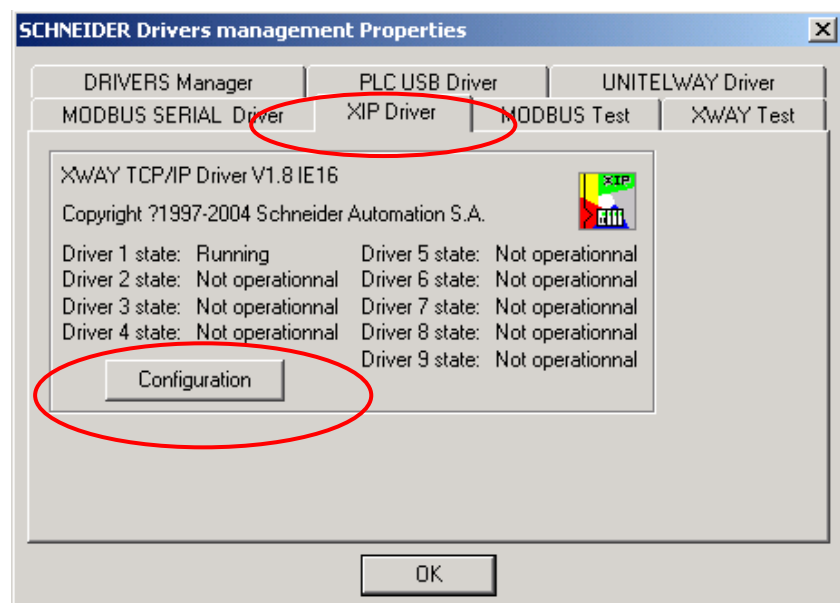 SCHNEIDER Drivers management Properties
DRIVERS Manager PLC USB Driver UNITELWAY Driver
MODBUS SERIAL Driver XIP Driver MODBUS Test XWAY Test
XWAY TCP/IP Driver V1.8 IE16
XIP
Copyright ?1997-2004 Schneider Automation S.A.
Driver 1 state: Running Driver 5 state: Not operationnal
Driver 2 state: Not operationnal Driver 6 state: Not operationnal
Driver 3 state: Not operationnal Driver 7 state: Not operationnal
Driver 4 state: Not operationnal Driver 8 state: Not operationnal
Driver 9 state: Not operationnal
Configuration
OK